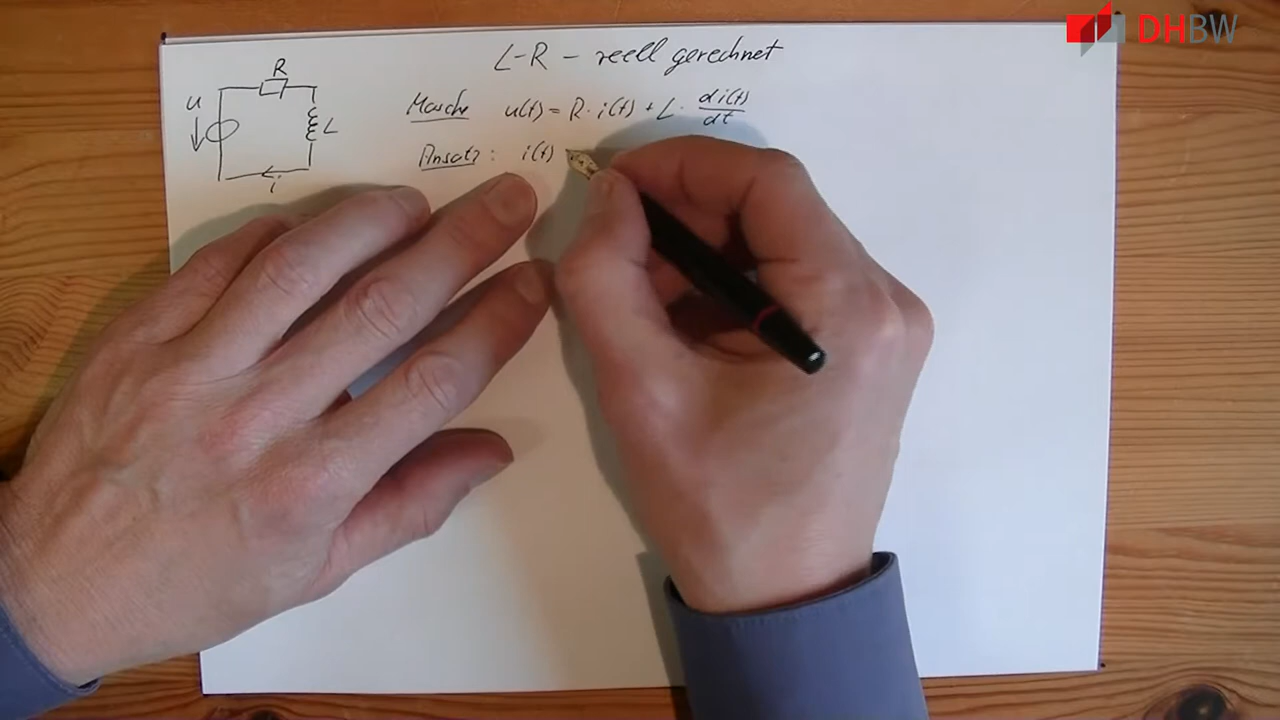 DHBW
L-R - reell gerechnet
R
u
L
i
Masche u(t) = R · i(t) + L · di(t)/dt
Ansatz: i(t)